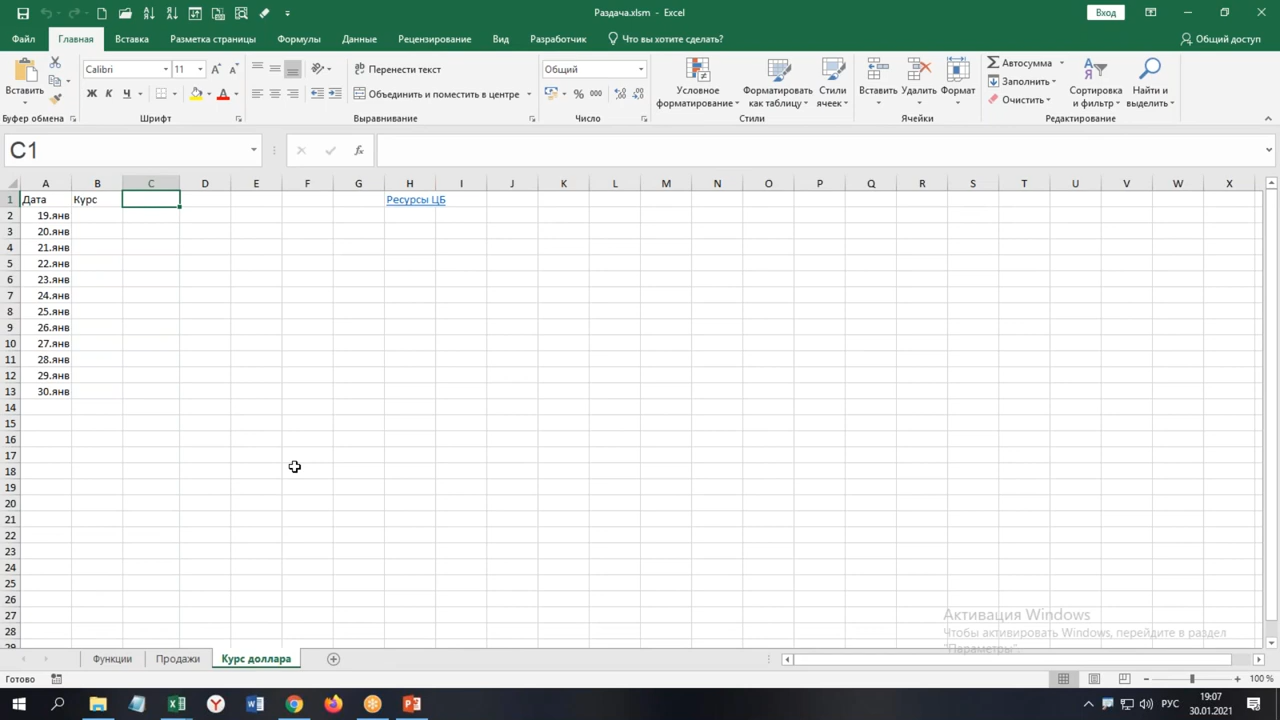 Раздача.xlsm - Excel
Вход
Файл Главная Вставка Разметка страницы Формулы Данные Рецензирование Вид Разработчик Что вы хотите сделать? Общий доступ
Вставить
Calibri 11
Ж К Ч
Перенести текст
Объединить и поместить в центре
Общий
% 000
Условное форматирование
Форматировать как таблицу
Стили ячеек
Вставить Удалить Формат
Автосумма
Заполнить
Очистить
Сортировка и фильтр
Найти и выделить
Буфер обмена Шрифт Выравнивание Число Стили Ячейки Редактирование
C1 fx
A B C D E F G H I J K L M N O P Q R S T U V W X
1 Дата Курс Ресурсы ЦБ
2 19.янв
3 20.янв
4 21.янв
5 22.янв
6 23.янв
7 24.янв
8 25.янв
9 26.янв
10 27.янв
11 28.янв
12 29.янв
13 30.янв
14
15
16
17
18
19
20
21
22
23
24
25
26
27
28
29
Активация Windows
Чтобы активировать Windows, перейдите в раздел
"Параметры".
Функции Продажи Курс доллара
Готово 100 %
РУС 19:07
30.01.2021